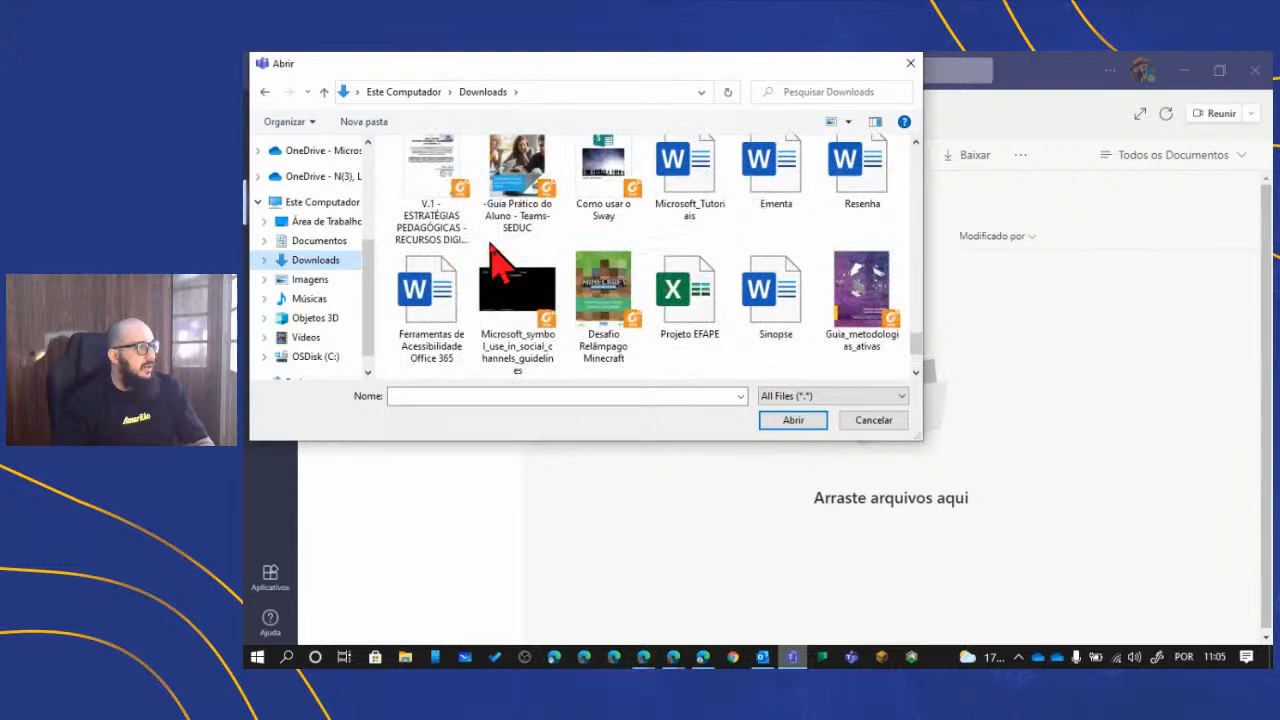 Abrir
Este Computador
Downloads
Pesquisar Downloads
Organizar
Nova pasta
Reunir
Baixar
Todos os Documentos
Modificado por
OneDrive - Micros
OneDrive - N(3), L
Este Computador
Área de Trabalho
Documentos
Downloads
Imagens
Músicas
Objetos 3D
Vídeos
OSDisk (C:)
V.1 -
ESTRATÉGIAS
PEDAGÓGICAS -
RECURSOS DIGI...
-Guia Prático do
Aluno - Teams-
SEDUC
Como usar o
Sway
Microsoft_Tutori
ais
Ementa
Resenha
Ferramentas de
Acessibilidade
Office 365
Microsoft_symbo
l_use_in_social_c
hannels_guidelin
es
MINECRAFT
Desafio
Relâmpago
Minecraft
Projeto EFAPE
Sinopse
Guia_metodologi
as_ativas
Nome:
All Files (*.*)
Abrir
Cancelar
Arraste arquivos aqui
Amarelo
Aplicativos
Ajuda
17...
POR
11:05